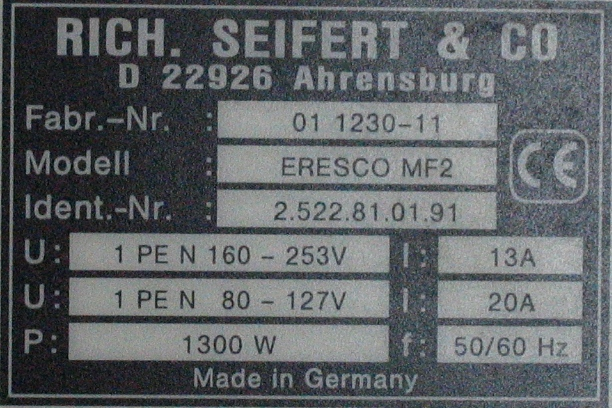 RICH. SEIFERT & CO
D 22926 Ahrensburg
Fabr.-Nr. : 01 1230-11
Modell : ERESCO MF2
CE
Ident.-Nr. : 2.522.81.01.91
U: 1 PE N 160 - 253V I: 13A
U: 1 PE N 80 - 127V I: 20A
P: 1300 W f: 50/60 Hz
Made in Germany